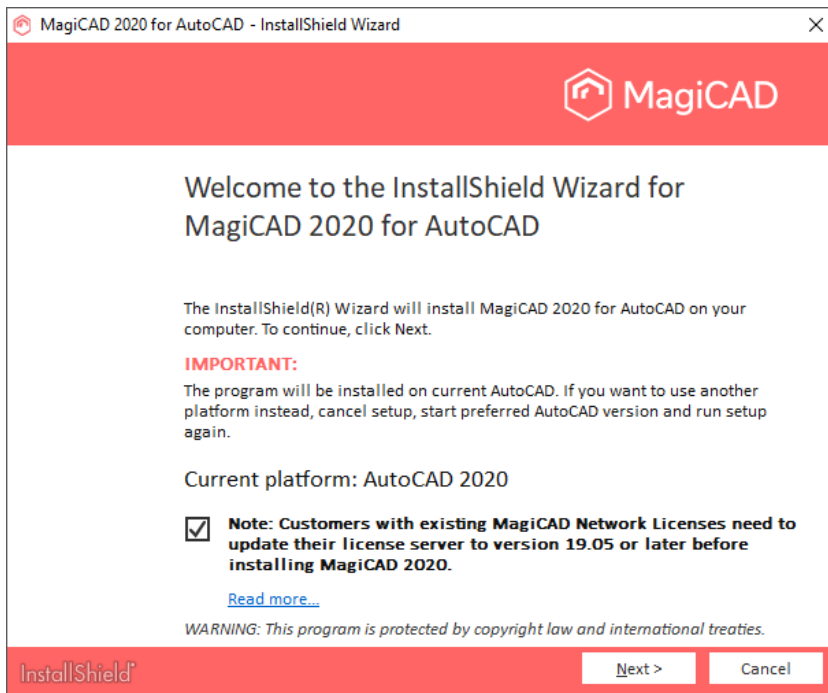 MagiCAD 2020 for AutoCAD - InstallShield Wizard
MagiCAD
Welcome to the InstallShield Wizard for
MagiCAD 2020 for AutoCAD
The InstallShield(R) Wizard will install MagiCAD 2020 for AutoCAD on your
computer. To continue, click Next.
IMPORTANT:
The program will be installed on current AutoCAD. If you want to use another
platform instead, cancel setup, start preferred AutoCAD version and run setup
again.
Current platform: AutoCAD 2020
Note: Customers with existing MagiCAD Network Licenses need to
update their license server to version 19.05 or later before
installing MagiCAD 2020.
Read more...
WARNING: This program is protected by copyright law and international treaties.
InstallShield
Next >
Cancel